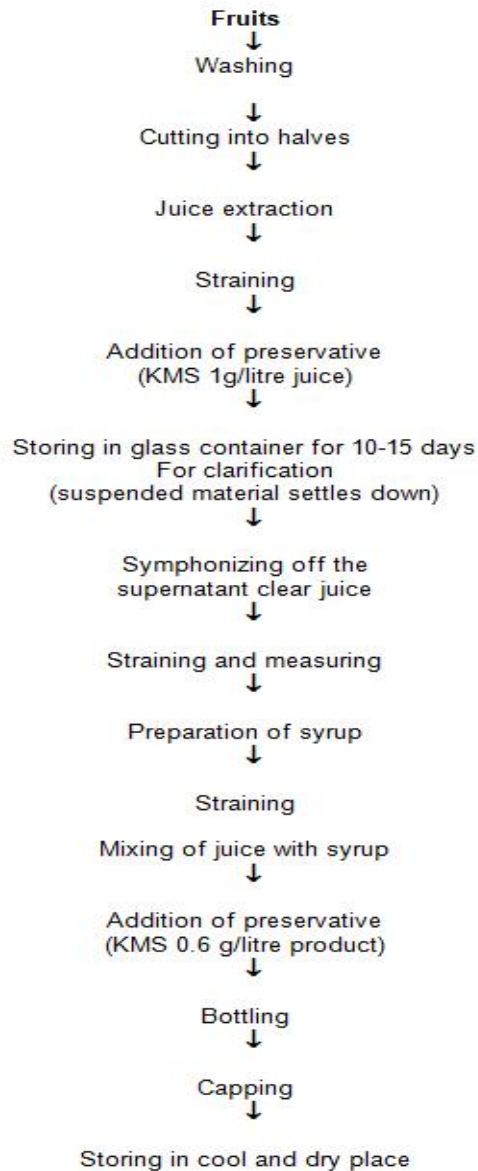 Fruits
↓
Washing
↓
Cutting into halves
↓
Juice extraction
↓
Straining
↓
Addition of preservative
(KMS 1g/litre juice)
↓
Storing in glass container for 10-15 days
For clarification
(suspended material settles down)
↓
Symphonizing off the
supernatant clear juice
↓
Straining and measuring
↓
Preparation of syrup
↓
Straining
Mixing of juice with syrup
↓
Addition of preservative
(KMS 0.6 g/litre product)
↓
Bottling
↓
Capping
↓
Storing in cool and dry place